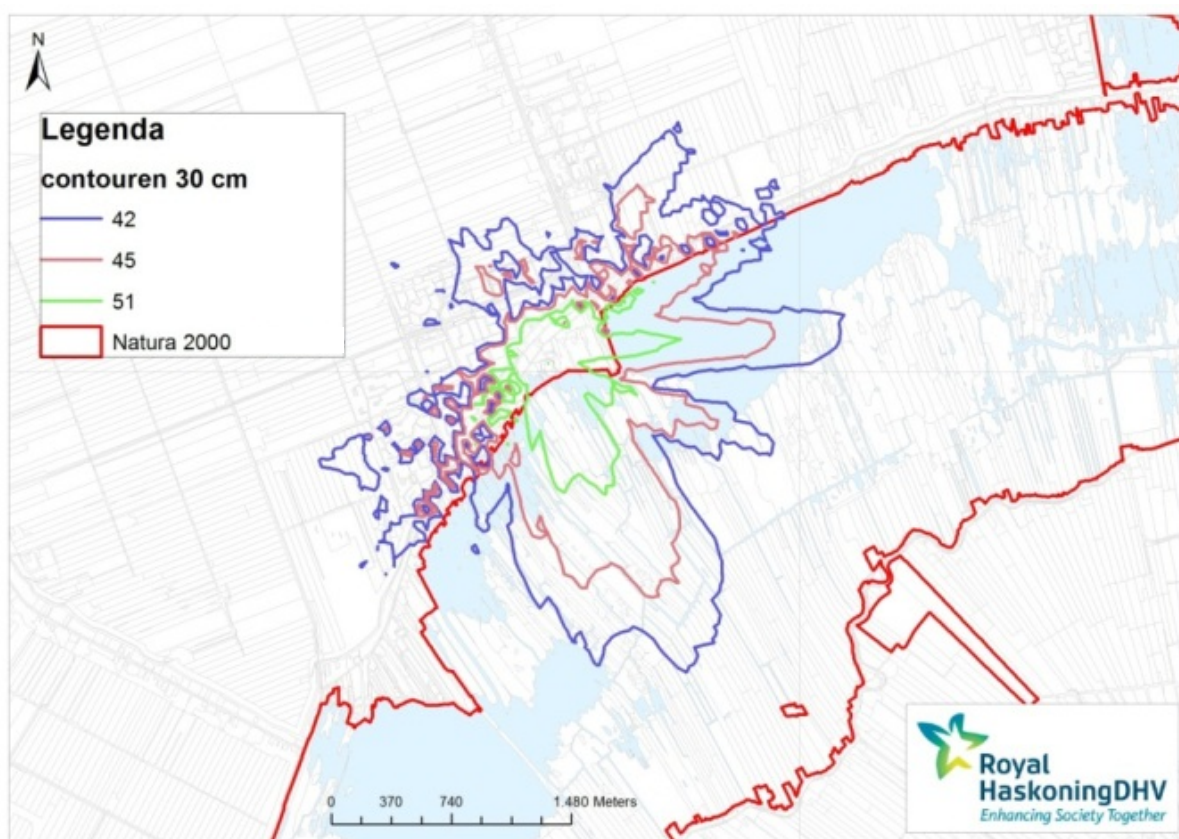 N
Legenda
contouren 30 cm
42
45
51
Natura 2000
0 370 740 1.480 Meters
Royal
HaskoningDHV
Enhancing Society Together